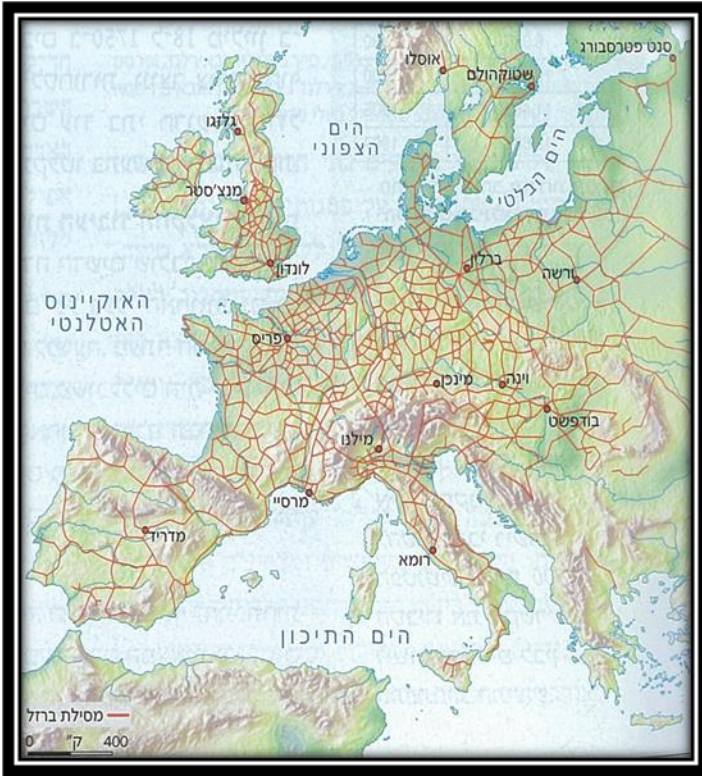 סנט פטרסבורג
אוסלו
שטוקהולם
הים
הצפוני
גלזגו
הים הבלטי
מנצ'סטר
לונדון
ברלין
ורשה
האוקיינוס
האטלנטי
פריס
מינכן
וינה
בודפשט
מילנו
מרסיי
מדריד
רומא
הים התיכון
מסילת ברזל
0 ק"מ 400